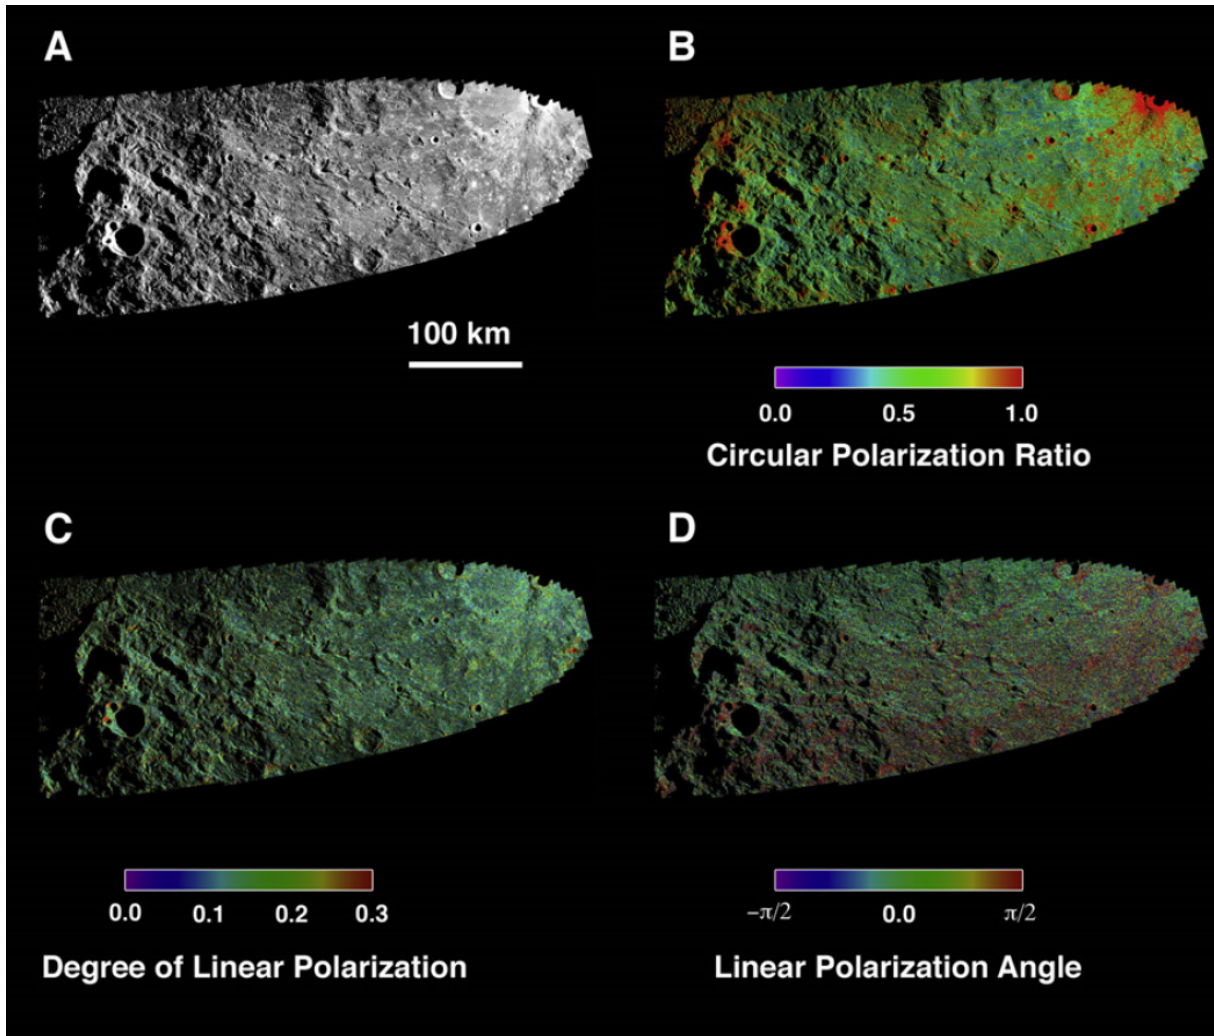 A
B
100 km
0.0 0.5 1.0
Circular Polarization Ratio
C
D
0.0 0.1 0.2 0.3
−π/2 0.0 π/2
Degree of Linear Polarization
Linear Polarization Angle